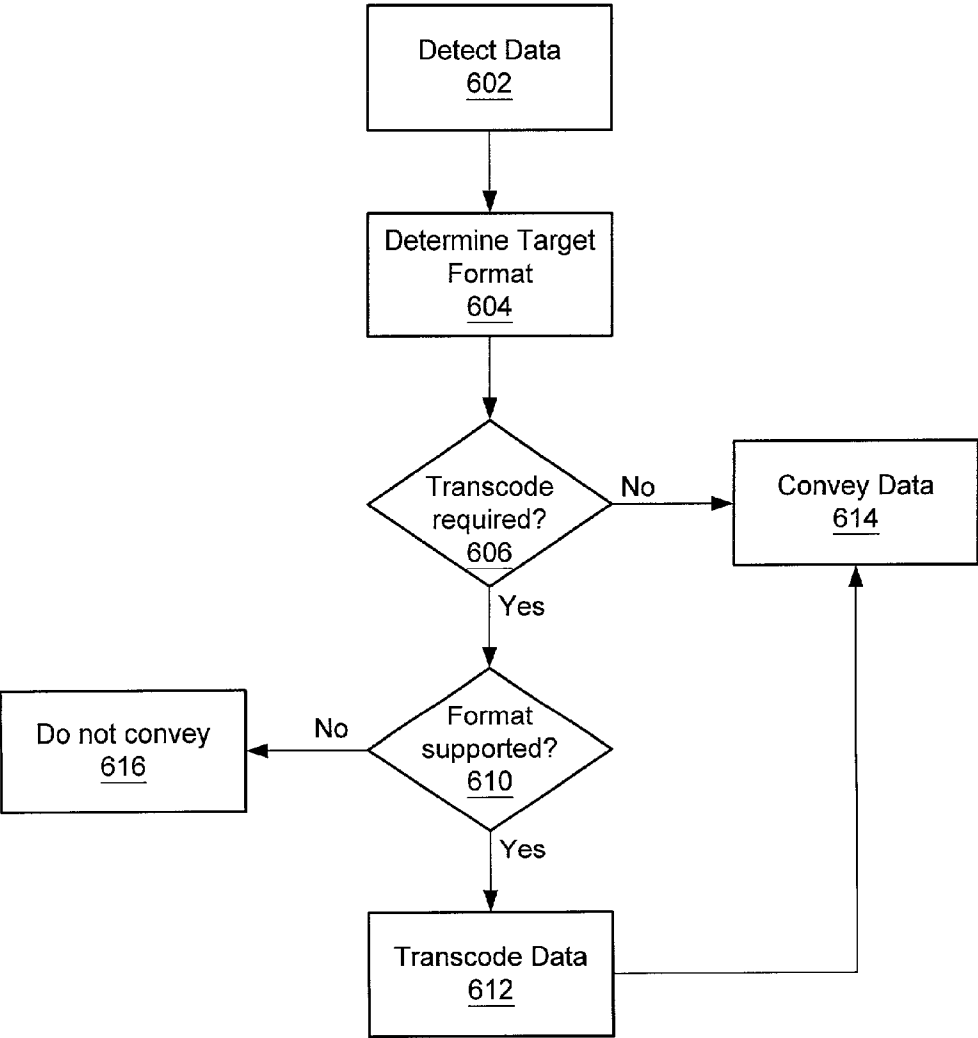 Detect Data
602
Determine Target
Format
604
Transcode
required?
606
No
Convey Data
614
Yes
Format
supported?
610
No
Do not convey
616
Yes
Transcode Data
612